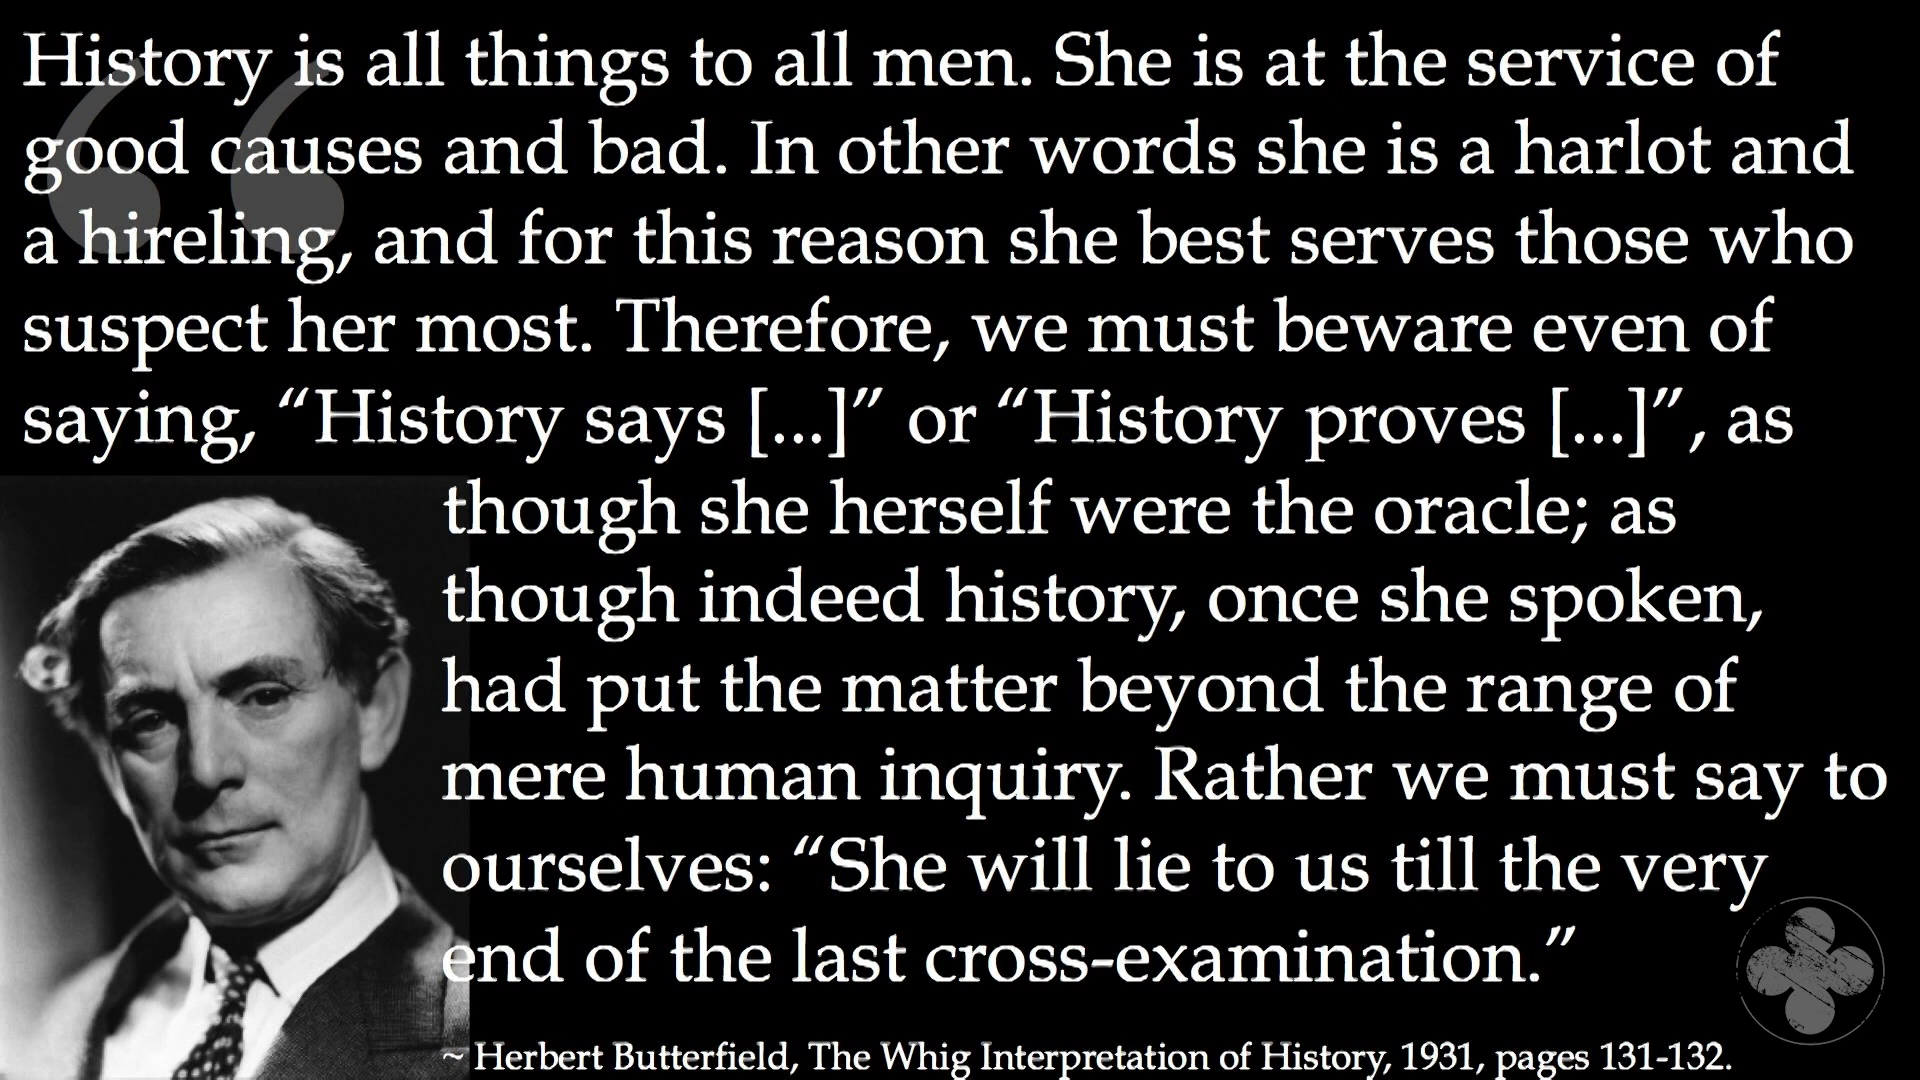 History is all things to all men. She is at the service of
good causes and bad. In other words she is a harlot and
a hireling, and for this reason she best serves those who
suspect her most. Therefore, we must beware even of
saying, “History says [...]” or “History proves [...]”, as
though she herself were the oracle; as
though indeed history, once she spoken,
had put the matter beyond the range of
mere human inquiry. Rather we must say to
ourselves: “She will lie to us till the very
end of the last cross-examination.”
~ Herbert Butterfield, The Whig Interpretation of History, 1931, pages 131-132.